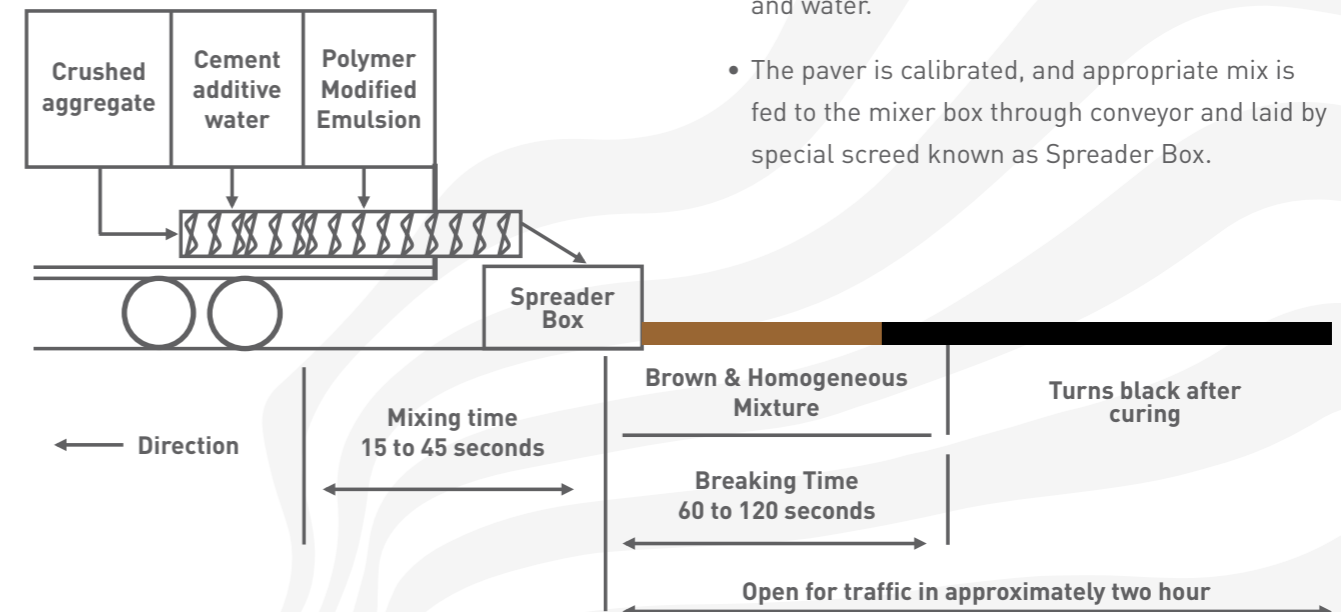 and water.
• The paver is calibrated, and appropriate mix is
fed to the mixer box through conveyor and laid by
special screed known as Spreader Box.
Crushed
aggregate
Cement
additive
water
Polymer
Modified
Emulsion
Spreader
Box
Direction
Mixing time
15 to 45 seconds
Brown & Homogeneous
Mixture
Breaking Time
60 to 120 seconds
Turns black after
curing
Open for traffic in approximately two hour